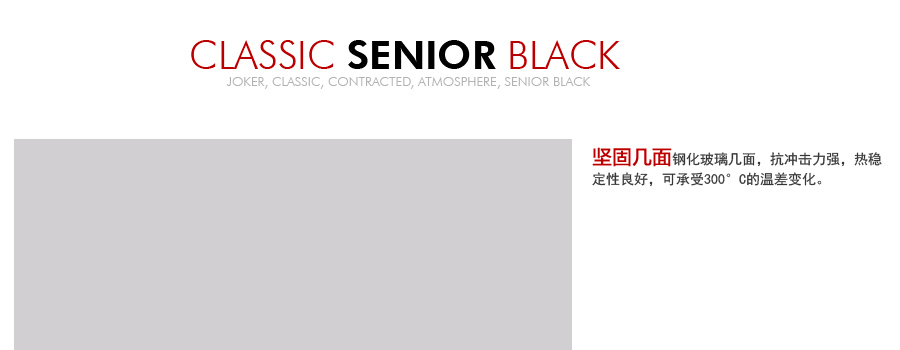 CLASSIC SENIOR BLACK
JOKER, CLASSIC, CONTRACTED, ATMOSPHERE, SENIOR BLACK
坚固几面钢化玻璃几面，抗冲击力强，热稳
定性良好，可承受300°C的温差变化。